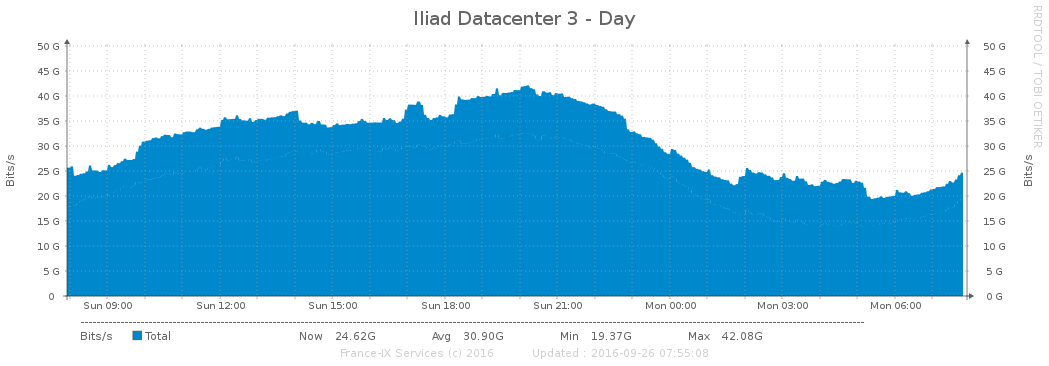 Iliad Datacenter 3 - Day
RRDTOOL / TOBI OETIKER
50 G 50 G
45 G 45 G
40 G 40 G
35 G 35 G
30 G 30 G
25 G 25 G
20 G 20 G
15 G 15 G
10 G 10 G
5 G 5 G
0 0 G
Bits/s Bits/s
Sun 09:00 Sun 12:00 Sun 15:00 Sun 18:00 Sun 21:00 Mon 00:00 Mon 03:00 Mon 06:00
Bits/s Total Now 24.62G Avg 30.90G Min 19.37G Max 42.08G
France-IX Services (c) 2016 Updated : 2016-09-26 07:55:08